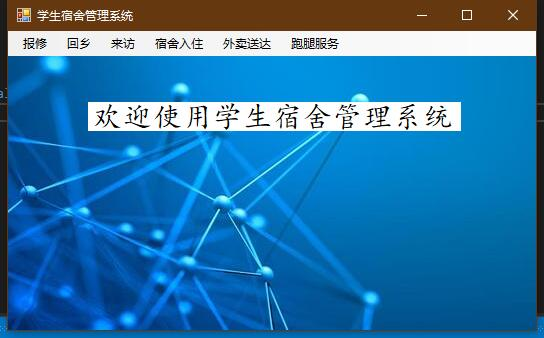 学生宿舍管理系统
报修 回乡 来访 宿舍入住 外卖送达 跑腿服务
欢迎使用学生宿舍管理系统